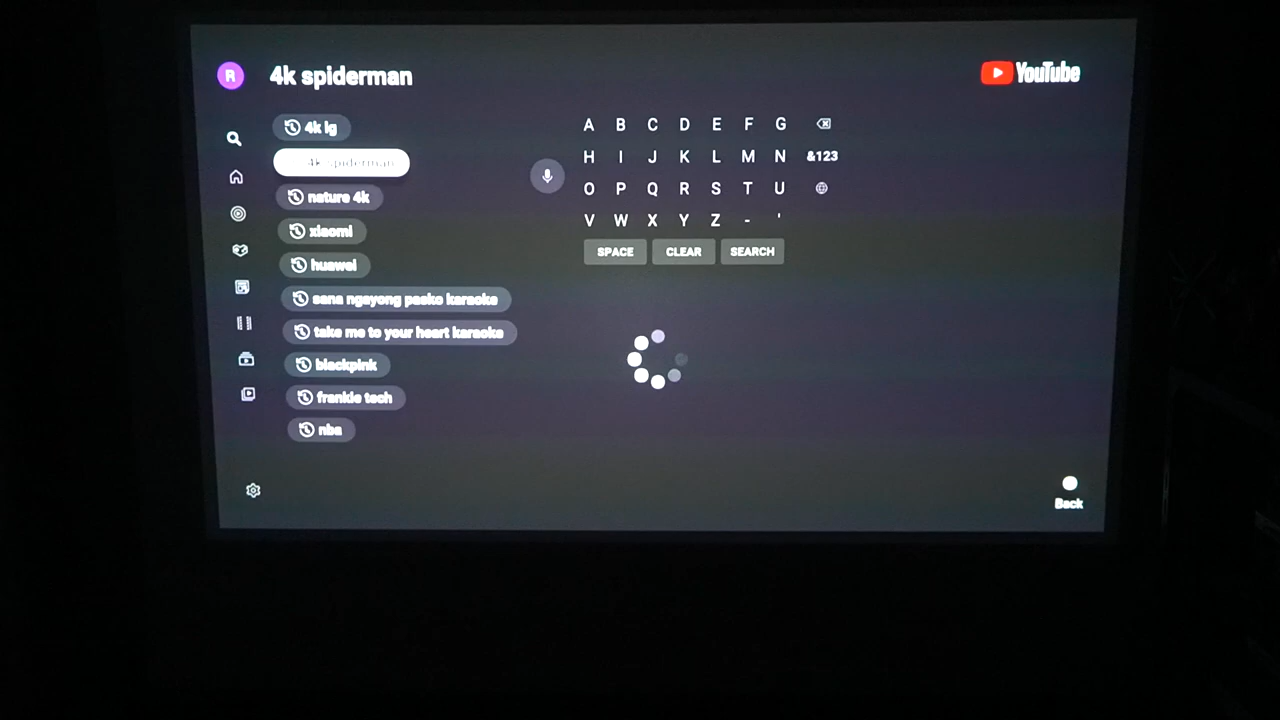 R
4k spiderman
YouTube
4k lg
4k spiderman
nature 4k
xiaomi
huawei
sana ngayong pasko karaoke
take me to your heart karaoke
blackpink
frankie tech
nba
A B C D E F G
H I J K L M N &123
O P Q R S T U
V W X Y Z - '
SPACE CLEAR SEARCH
Back